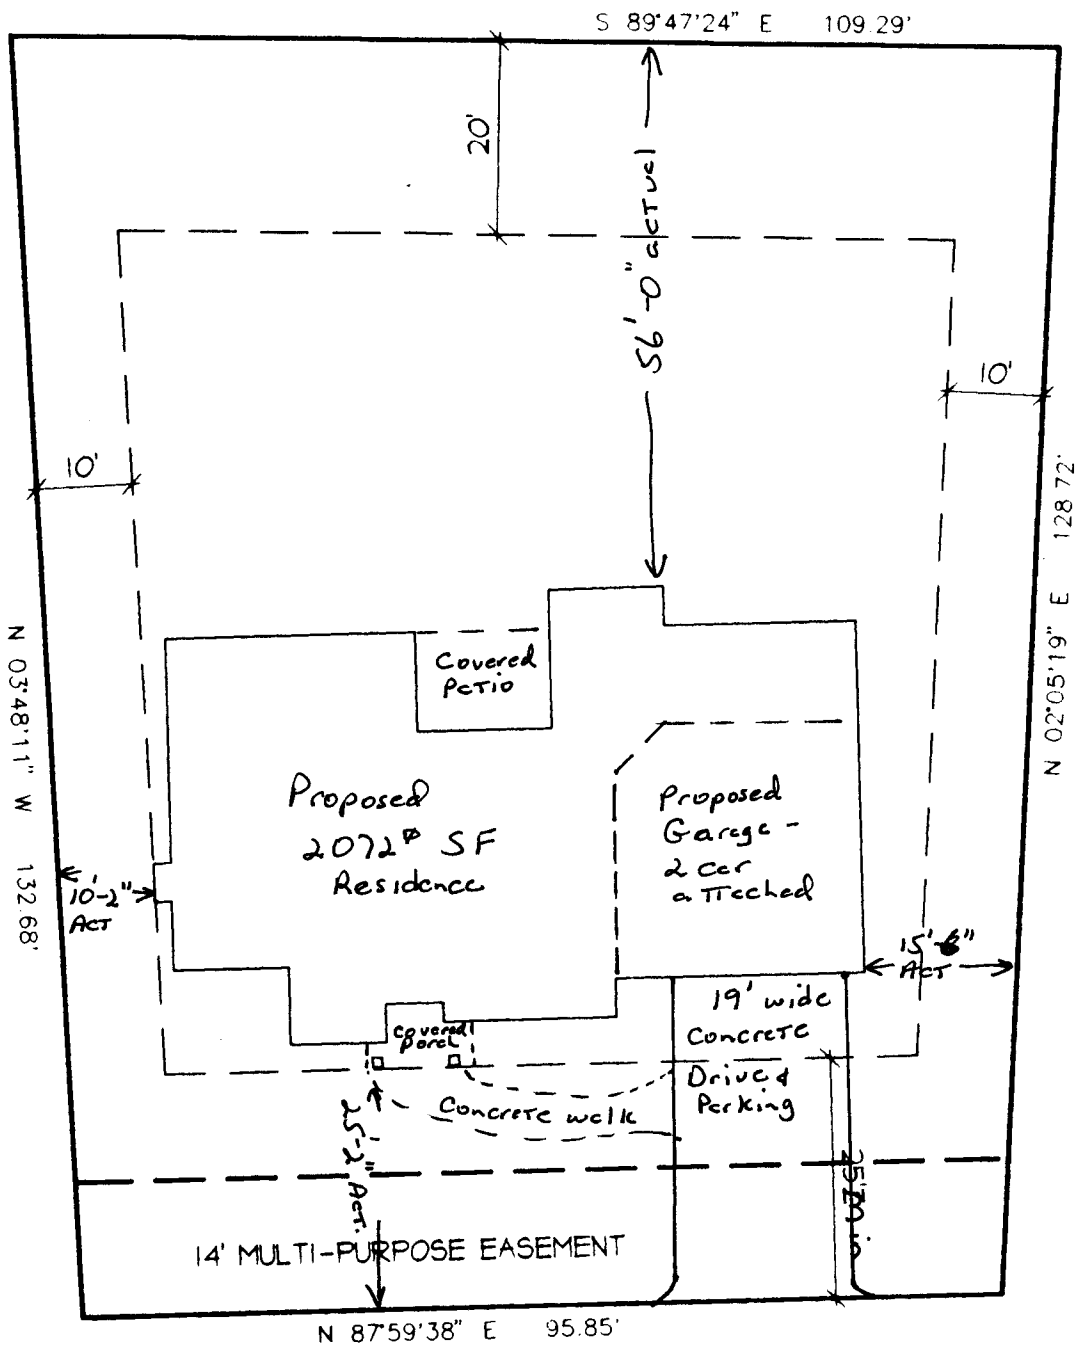 S 89°47'24" E 109.29'
20'
56'-0" actual
10'
10'
N 03°48'11" W 132.68'
N 02°05'19" E 128.72'
Covered
Patio
Proposed
2072 SF
Residence
Proposed
Garage -
2 car
attached
10'-2"
Act
15'-6"
Act
19' wide
Concrete
Drive &
Parking
Covered
Porch
Concrete walk
25'-2"
Act.
25'
14' MULTI-PURPOSE EASEMENT
N 87°59'38" E 95.85'